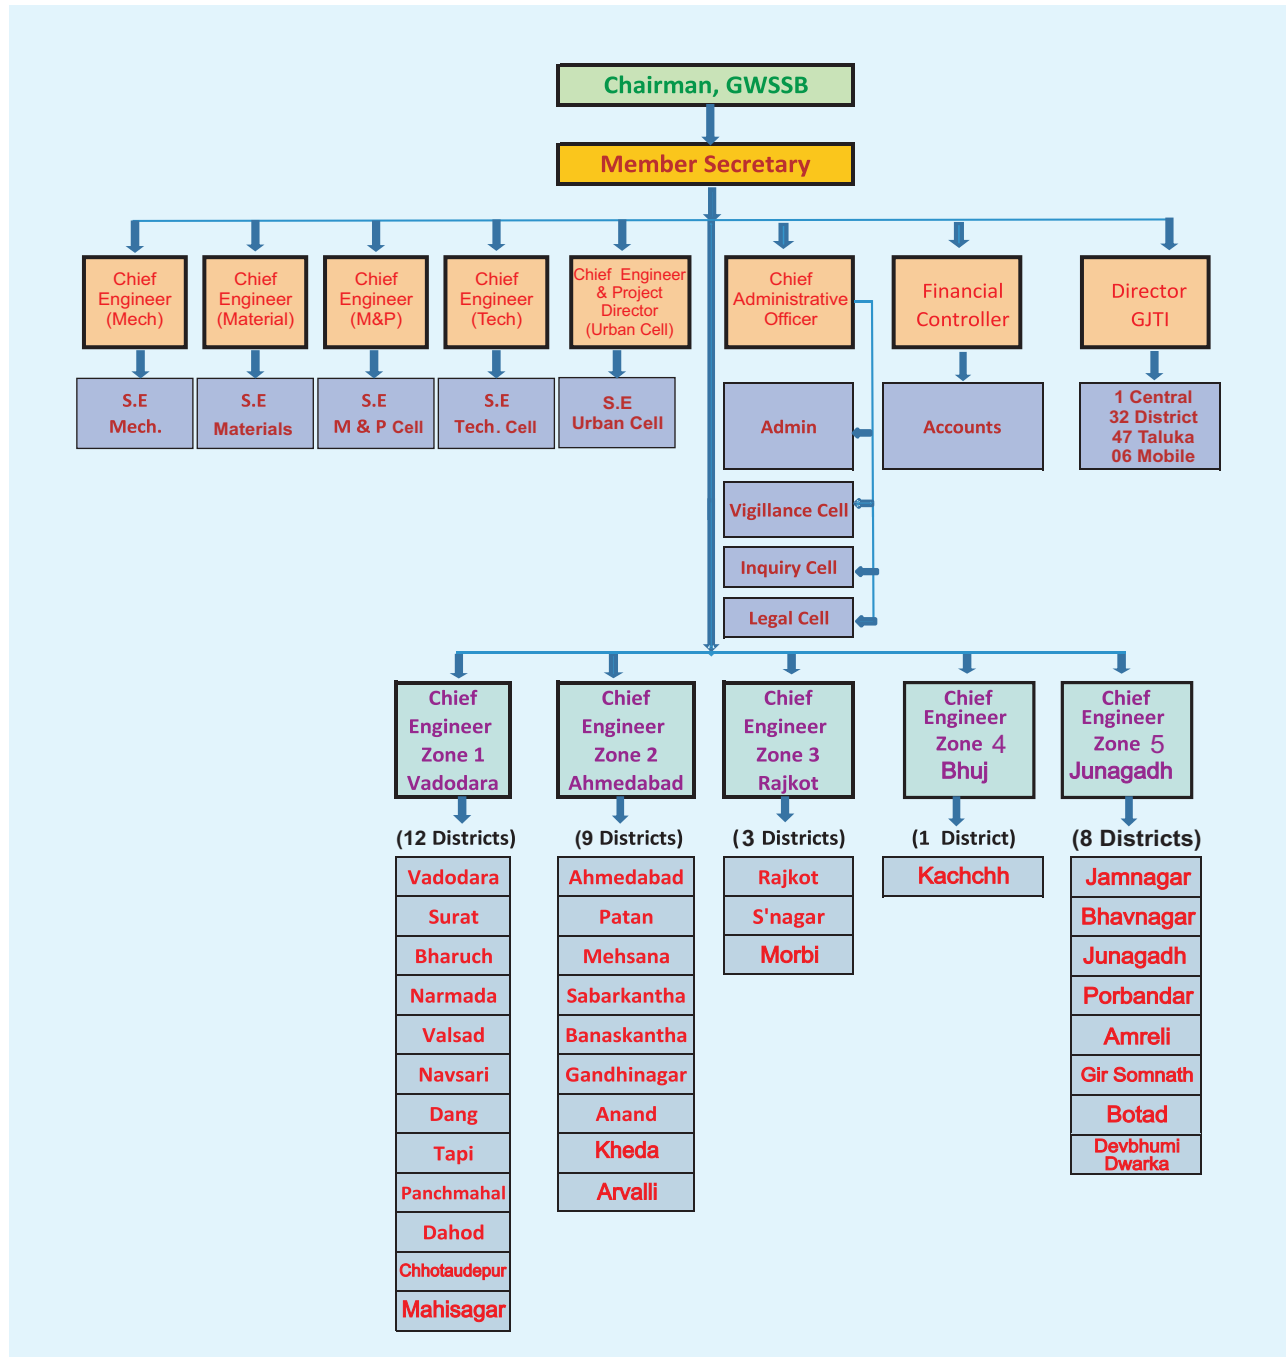 Chairman, GWSSB
Member Secretary
Chief
Engineer
(Mech)
Chief
Engineer
(Material)
Chief
Engineer
(M&P)
Chief
Engineer
(Tech)
Chief Engineer
& Project
Director
(Urban Cell)
Chief
Administrative
Officer
Financial
Controller
Director
GJTI
S.E
Mech.
S.E
Materials
S.E
M & P Cell
S.E
Tech. Cell
S.E
Urban Cell
Admin
Accounts
1 Central
32 District
47 Taluka
06 Mobile
Vigillance Cell
Inquiry Cell
Legal Cell
Chief
Engineer
Zone 1
Vadodara
Chief
Engineer
Zone 2
Ahmedabad
Chief
Engineer
Zone 3
Rajkot
Chief
Engineer
Zone 4
Bhuj
Chief
Engineer
Zone 5
Junagadh
(12 Districts)
Vadodara
Surat
Bharuch
Narmada
Valsad
Navsari
Dang
Tapi
Panchmahal
Dahod
Chhotaudepur
Mahisagar
(9 Districts)
Ahmedabad
Patan
Mehsana
Sabarkantha
Banaskantha
Gandhinagar
Anand
Kheda
Arvalli
(3 Districts)
Rajkot
S'nagar
Morbi
(1 District)
Kachchh
(8 Districts)
Jamnagar
Bhavnagar
Junagadh
Porbandar
Amreli
Gir Somnath
Botad
Devbhumi
Dwarka